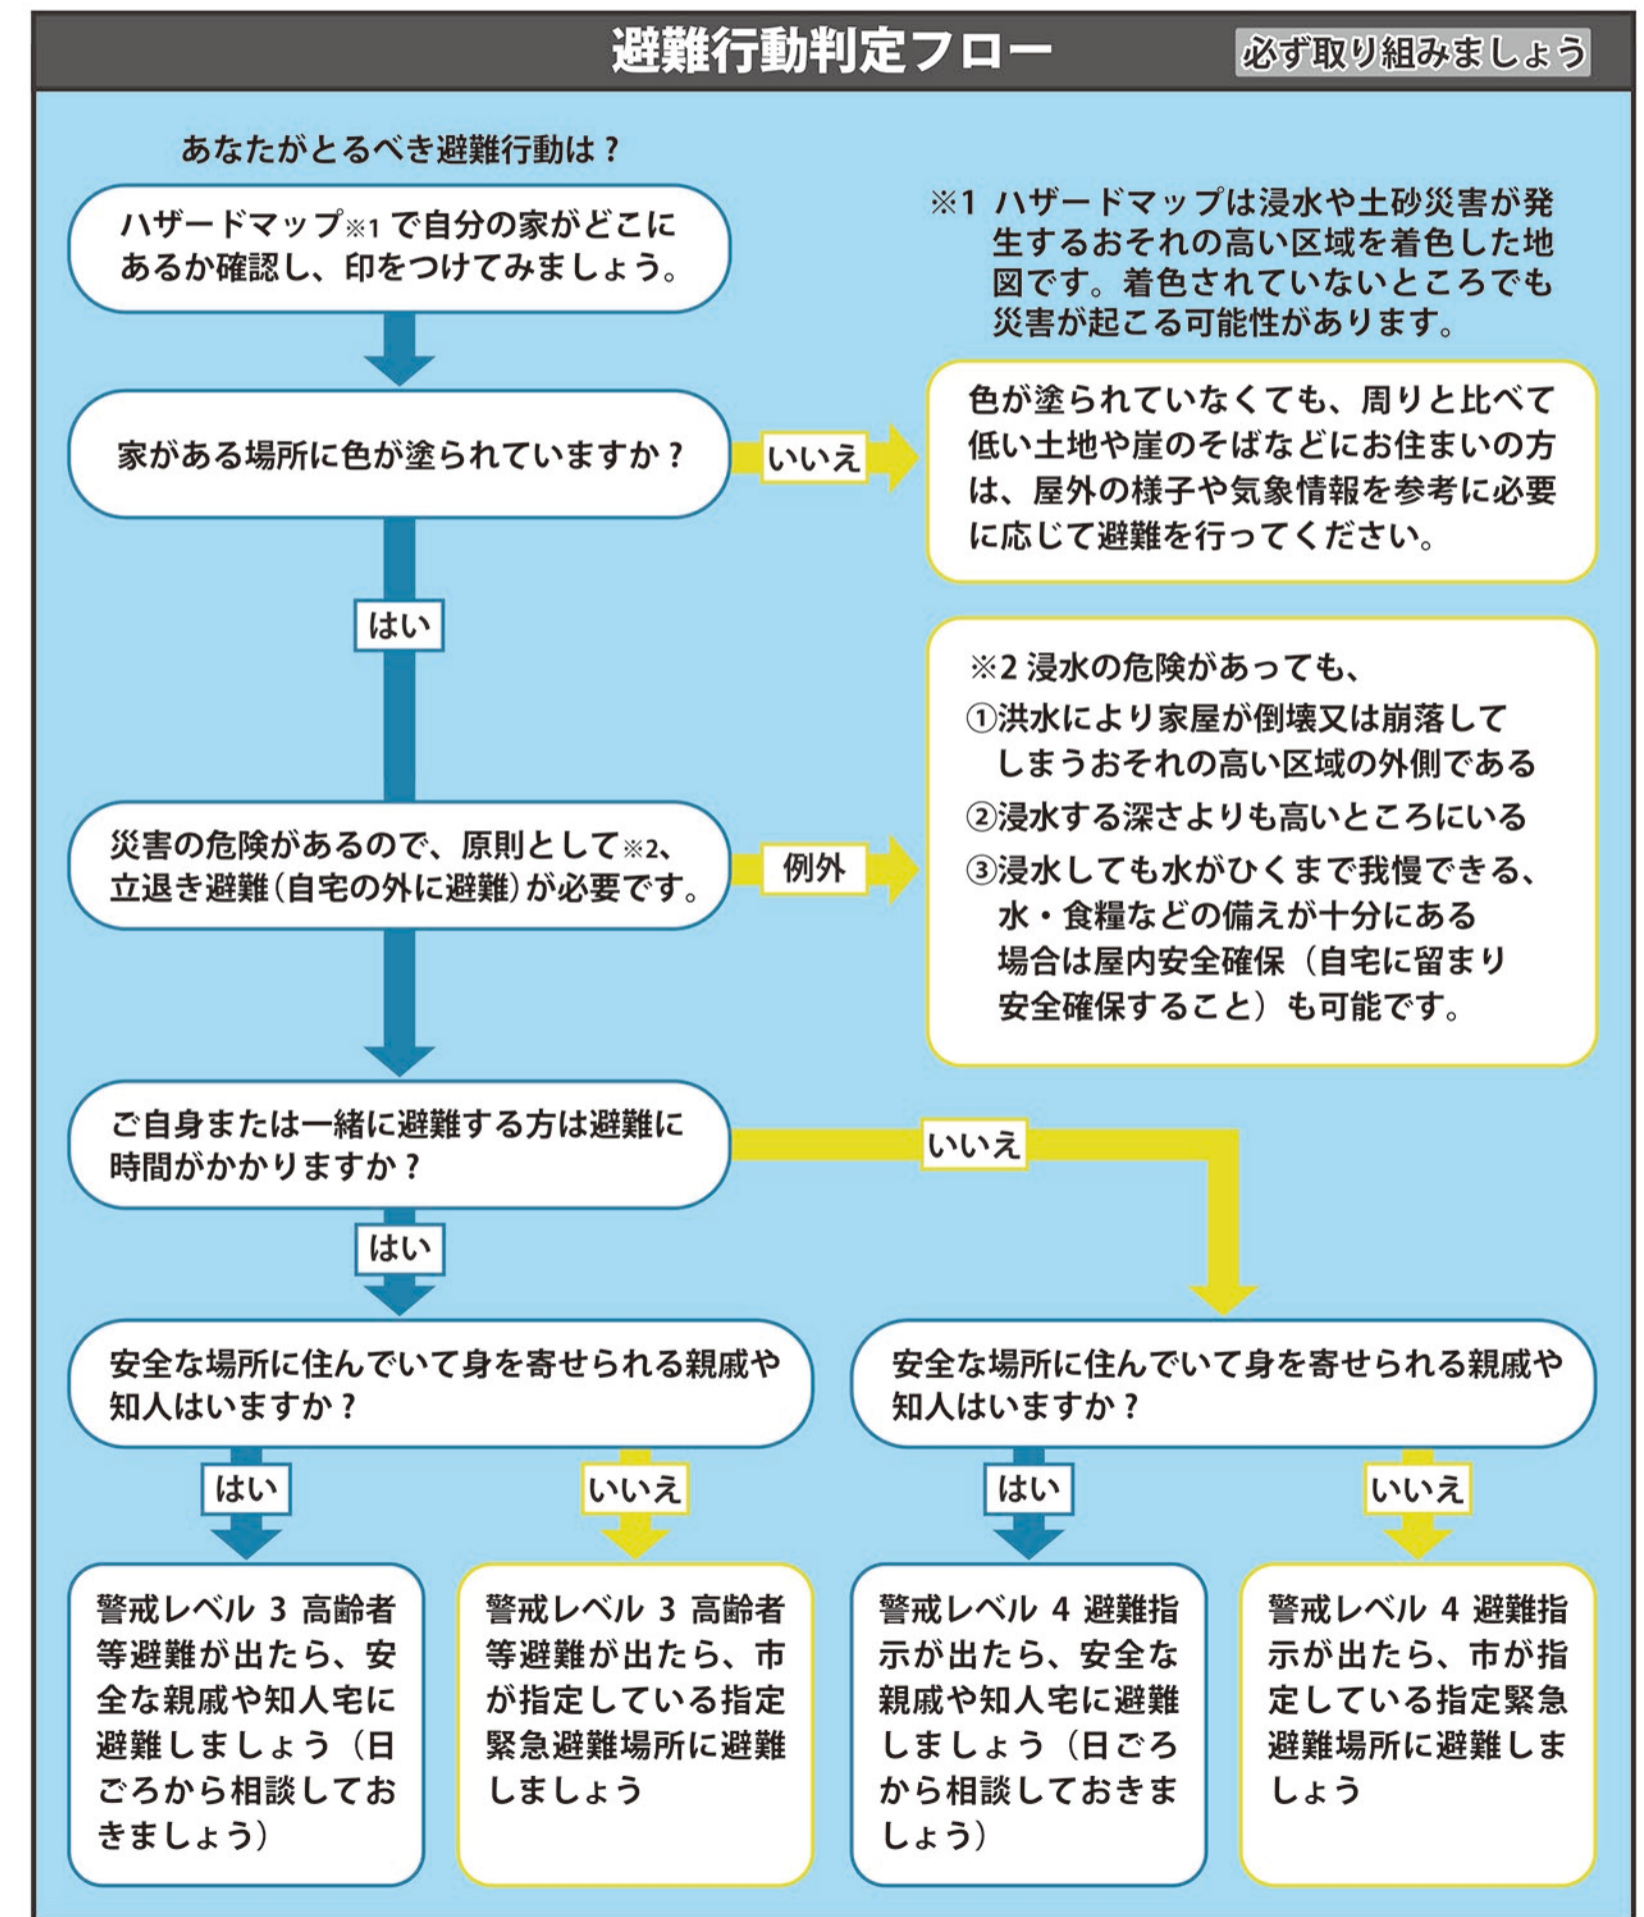 避難行動判定フロー
必ず取り組みましょう
あなたがとるべき避難行動は？
ハザードマップ※1 で自分の家がどこに
あるか確認し、印をつけてみましょう。
※1 ハザードマップは浸水や土砂災害が発
生するおそれの高い区域を着色した地
図です。着色されていないところでも
災害が起こる可能性があります。
家がある場所に色が塗られていますか？
いいえ
色が塗られていなくても、周りと比べて
低い土地や崖のそばなどにお住まいの方
は、屋外の様子や気象情報を参考に必要
に応じて避難を行ってください。
はい
災害の危険があるので、原則として※2、
立退き避難（自宅の外に避難）が必要です。
例外
※2 浸水の危険があっても、
①洪水により家屋が倒壊又は崩落して
しまうおそれの高い区域の外側である
②浸水する深さよりも高いところにいる
③浸水しても水がひくまで我慢できる、
水・食糧などの備えが十分にある
場合は屋内安全確保（自宅に留まり
安全確保すること）も可能です。
ご自身または一緒に避難する方は避難に
時間がかかりますか？
いいえ
はい
安全な場所に住んでいて身を寄せられる親戚や
知人はいますか？
安全な場所に住んでいて身を寄せられる親戚や
知人はいますか？
はい
いいえ
はい
いいえ
警戒レベル 3 高齢者
等避難が出たら、安
全な親戚や知人宅に
避難しましょう（日
ごろから相談してお
きましょう）
警戒レベル 3 高齢者
等避難が出たら、市
が指定している指定
緊急避難場所に避難
しましょう
警戒レベル 4 避難指
示が出たら、安全な
親戚や知人宅に避難
しましょう（日ごろ
から相談しておきま
しょう）
警戒レベル 4 避難指
示が出たら、市が指
定している指定緊急
避難場所に避難しま
しょう